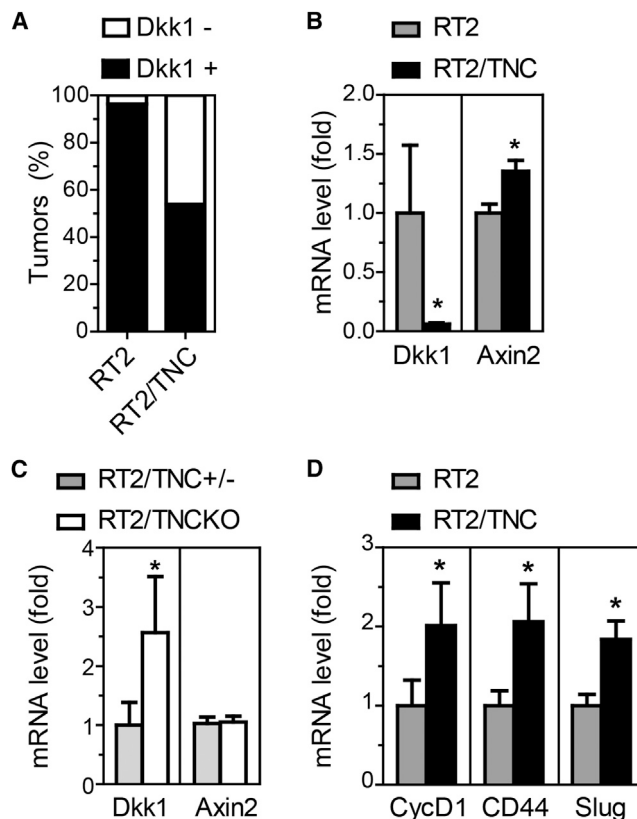 A
Dkk1 -
Dkk1 +
Tumors (%)
100
80
60
40
20
0
RT2
RT2/TNC
B
RT2
RT2/TNC
mRNA level (fold)
2.0
1.5
1.0
0.5
0.0
*
*
Dkk1
Axin2
C
RT2/TNC+/-
RT2/TNCKO
mRNA level (fold)
4
3
2
1
0
*
Dkk1
Axin2
D
RT2
RT2/TNC
mRNA level (fold)
3
2
1
0
*
*
*
CycD1
CD44
Slug